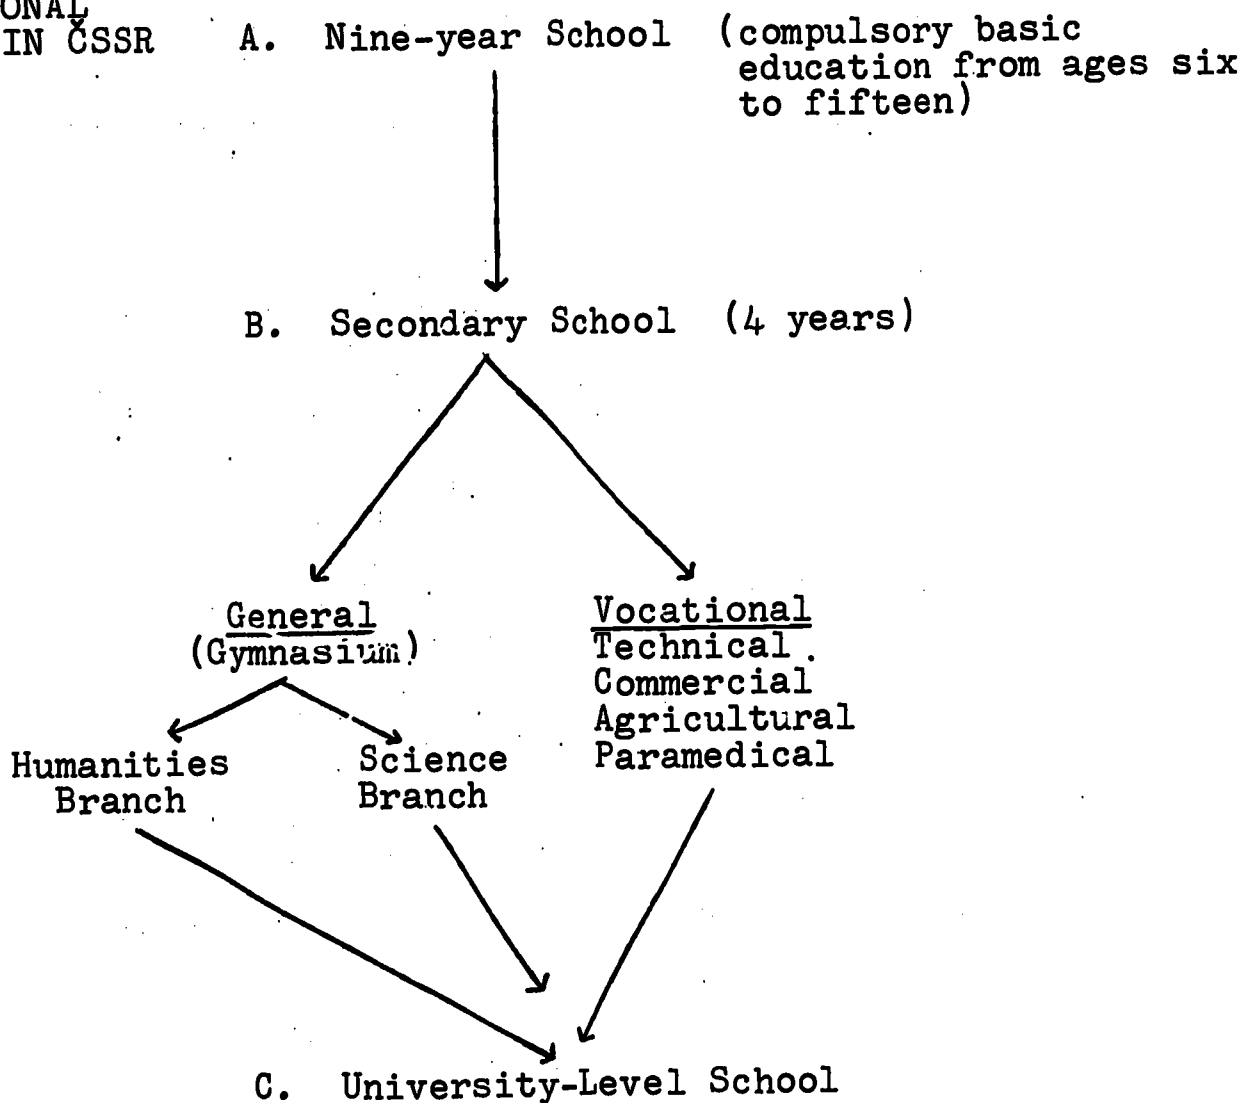 IN ČSSR
A. Nine-year School (compulsory basic
education from ages six
to fifteen)
B. Secondary School (4 years)
General
(Gymnasium)
Vocational
Technical
Commercial
Agricultural
Paramedical
Humanities
Branch
Science
Branch
C. University-Level School